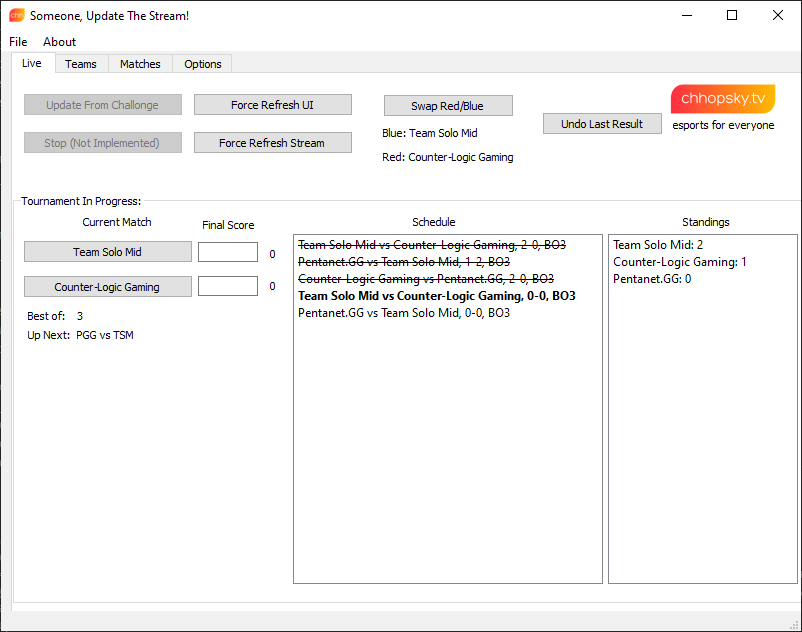 chh
Someone, Update The Stream!
File About
Live Teams Matches Options
Update From Challonge Force Refresh UI Swap Red/Blue
chhopsky.tv
Undo Last Result
esports for everyone
Blue: Team Solo Mid
Stop (Not Implemented) Force Refresh Stream
Red: Counter-Logic Gaming
Tournament In Progress:
Current Match Final Score Schedule Standings
Team Solo Mid 0
Counter-Logic Gaming 0
Best of: 3
Up Next: PGG vs TSM
Team Solo Mid vs Counter-Logic Gaming, 2-0, BO3
Pentanet.GG vs Team Solo Mid, 1-2, BO3
Counter-Logic Gaming vs Pentanet.GG, 2-0, BO3
Team Solo Mid vs Counter-Logic Gaming, 0-0, BO3
Pentanet.GG vs Team Solo Mid, 0-0, BO3
Team Solo Mid: 2
Counter-Logic Gaming: 1
Pentanet.GG: 0